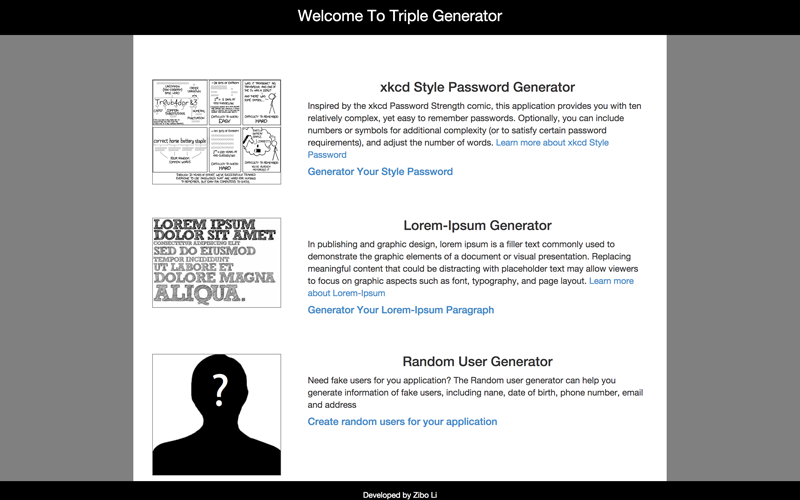 Welcome To Triple Generator
xkcd Style Password Generator
Inspired by the xkcd Password Strength comic, this application provides you with ten
relatively complex, yet easy to remember passwords. Optionally, you can include
numbers or symbols for additional complexity (or to satisfy certain password
requirements), and adjust the number of words. Learn more about xkcd Style
Password
Generator Your Style Password
Tr0ub4dor &3
EASY
HARD
correct horse battery staple
HARD
LOREM IPSUM
DOLOR SIT AMET
CONSECTETUR ADIPISICING ELIT
SED DO EIUSMOD
TEMPOR INCIDIDUNT
UT LABORE ET
DOLORE MAGNA
ALIQUA.
Lorem-Ipsum Generator
In publishing and graphic design, lorem ipsum is a filler text commonly used to
demonstrate the graphic elements of a document or visual presentation. Replacing
meaningful content that could be distracting with placeholder text may allow viewers
to focus on graphic aspects such as font, typography, and page layout. Learn more
about Lorem-Ipsum
Generator Your Lorem-Ipsum Paragraph
?
Random User Generator
Need fake users for you application? The Random user generator can help you
generate information of fake users, including nane, date of birth, phone number, email
and address
Create random users for your application
Developed by Zibo Li